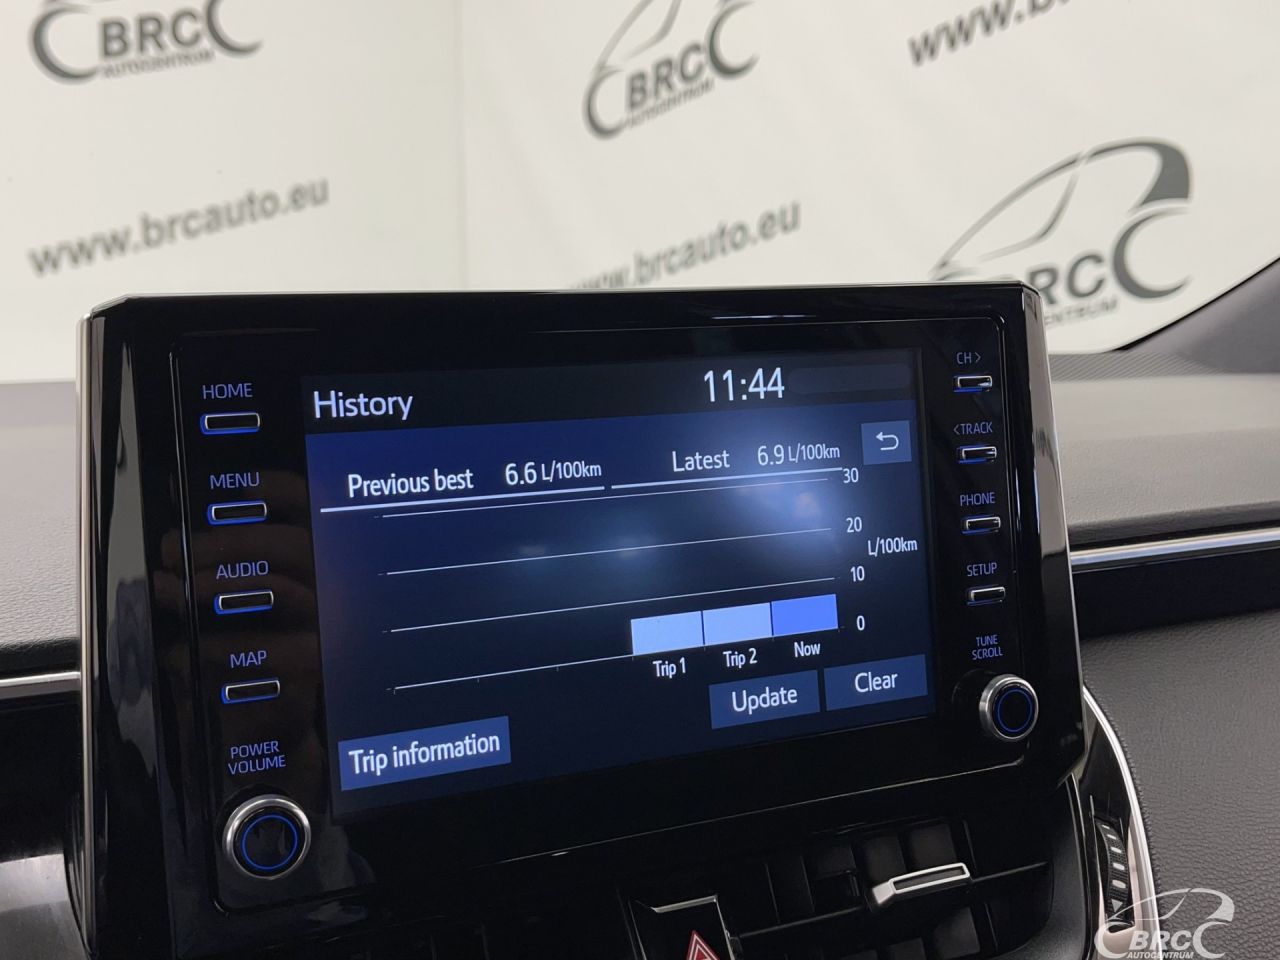 BRC
AUTOCENTRUM
BRC
AUTOCENTRUM
www.b
www.brcauto.eu
www.brcauto.eu
BRC
CENTRUM
HOME
MENU
AUDIO
MAP
POWER
VOLUME
History
11:44
Previous best 6.6 L/100km
Latest 6.9 L/100km
30
20
L/100km
10
0
Trip 1
Trip 2
Now
Update
Clear
Trip information
CH>
<TRACK
PHONE
SETUP
TUNE
SCROLL
BRC
AUTOCENTRUM